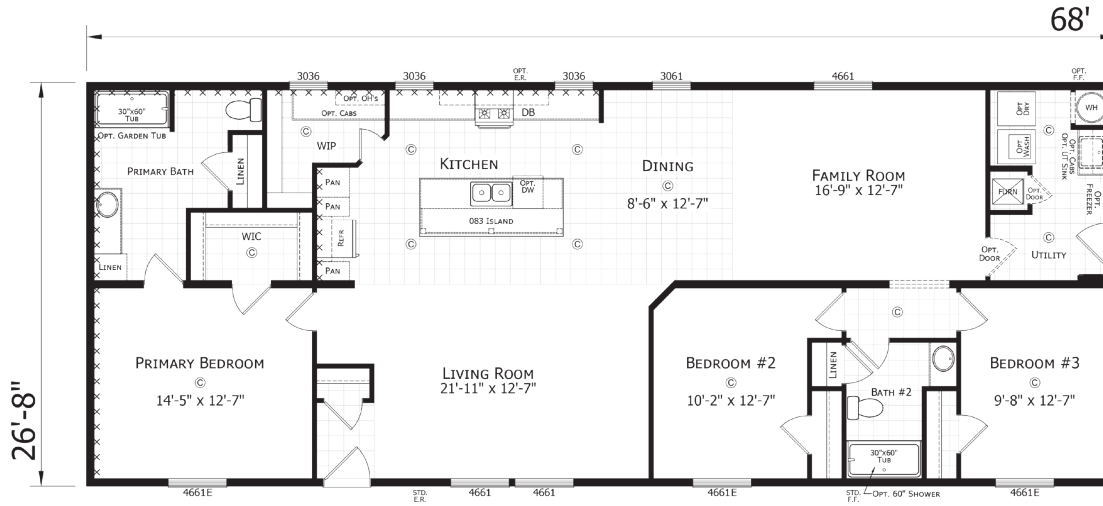 68'
3036
3036
OPT.
E.R.
3036
3061
4661
OPT.
F.F.
30"x60"
TUB
OPT. OH's
OPT. CABS
DB
OPT
DRY
WH
OPT. GARDEN TUB
C
WIP
C
C
C
OPT
WASH
OPT. CABS
OPT. UT SINK
PRIMARY BATH
LINEN
KITCHEN
DINING
C
8'-6" x 12'-7"
FAMILY ROOM
16'-9" x 12'-7"
PAN
PAN
OPT.
DW
FURN
OPT
DOOR
OPT.
FREEZER
083 ISLAND
WIC
C
REFR
C
C
C
OPT.
DOOR
UTILITY
LINEN
PAN
C
26'-8"
PRIMARY BEDROOM
C
14'-5" x 12'-7"
LIVING ROOM
21'-11" x 12'-7"
BEDROOM #2
C
10'-2" x 12'-7"
LINEN
BATH #2
BEDROOM #3
C
9'-8" x 12'-7"
30"x60"
TUB
4661E
STD.
E.R.
4661
4661
4661E
STD.
F.F.
OPT. 60" SHOWER
4661E